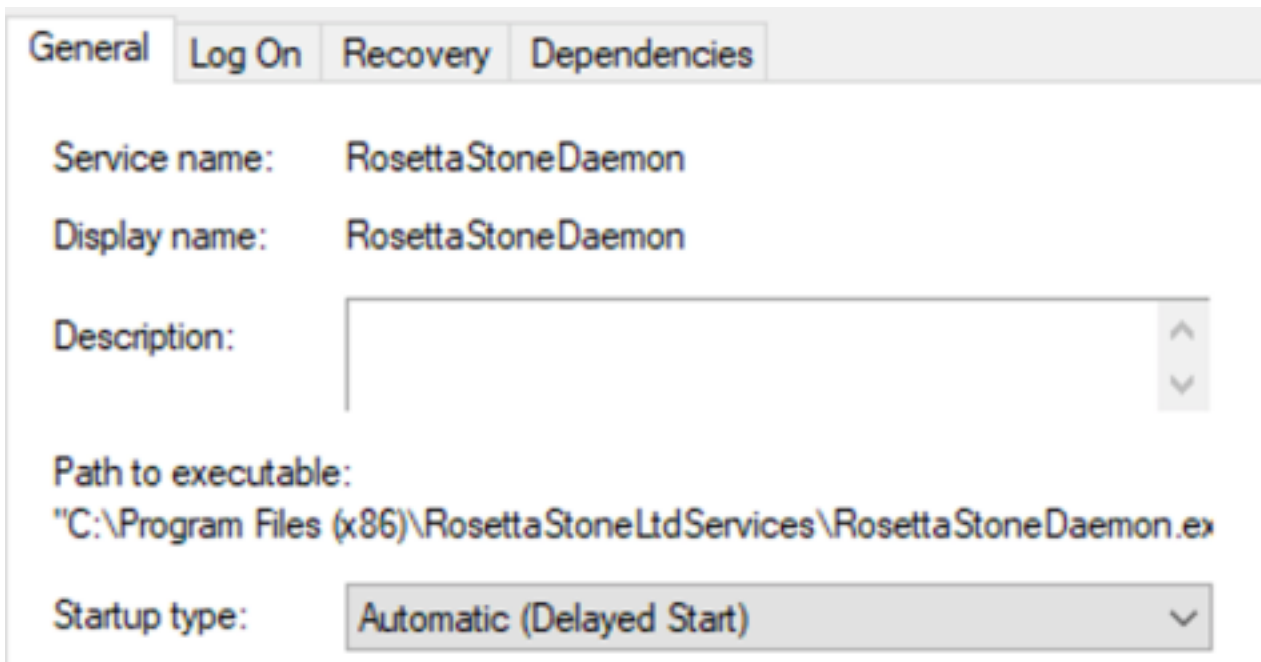 General Log On Recovery Dependencies
Service name: RosettaStoneDaemon
Display name: RosettaStoneDaemon
Description:
Path to executable:
"C:\Program Files (x86)\RosettaStoneLtdServices\RosettaStoneDaemon.ex
Startup type: Automatic (Delayed Start)